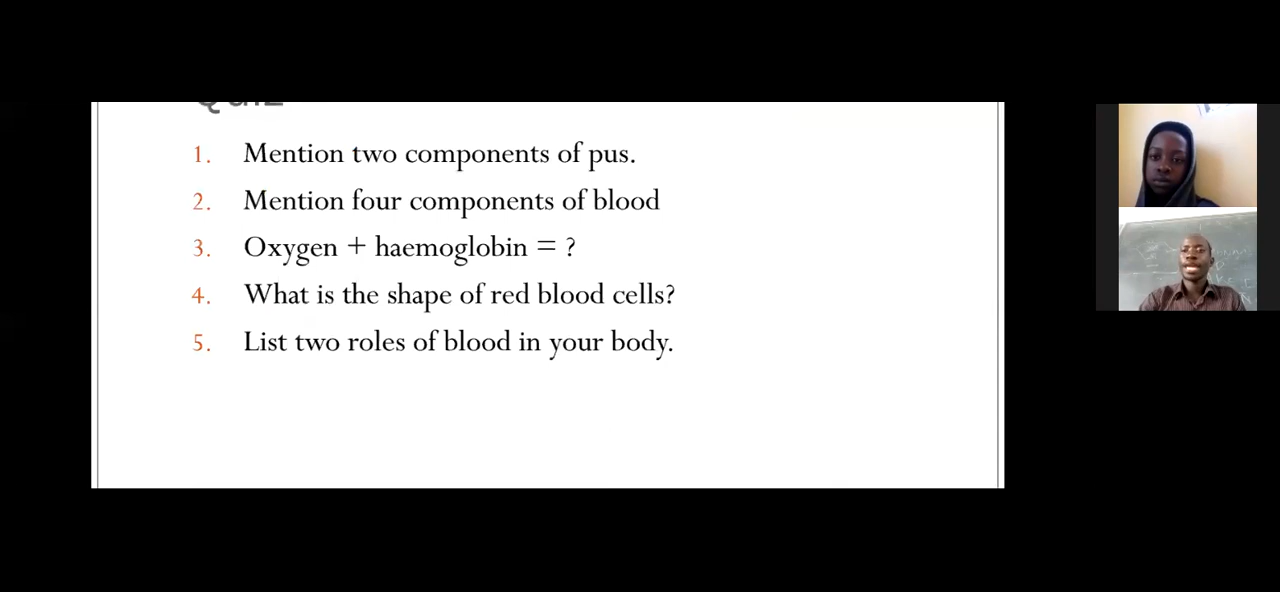 Quiz
1. Mention two components of pus.
2. Mention four components of blood
3. Oxygen + haemoglobin = ?
4. What is the shape of red blood cells?
5. List two roles of blood in your body.